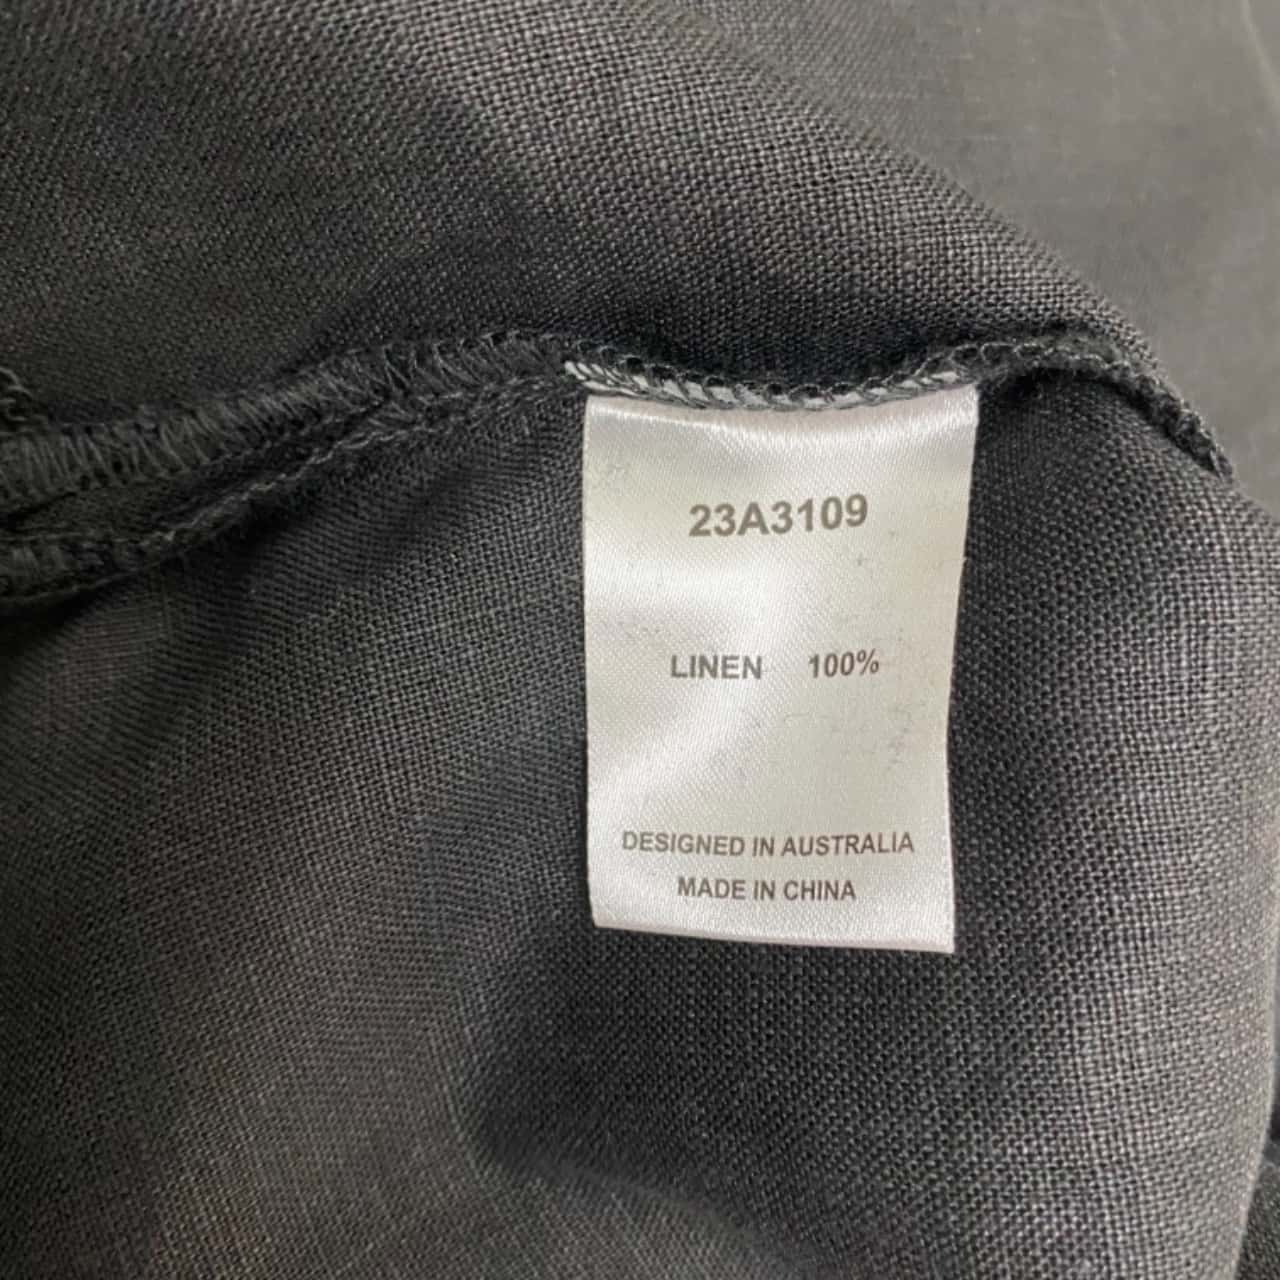 23A3109
LINEN 100%
DESIGNED IN AUSTRALIA
MADE IN CHINA